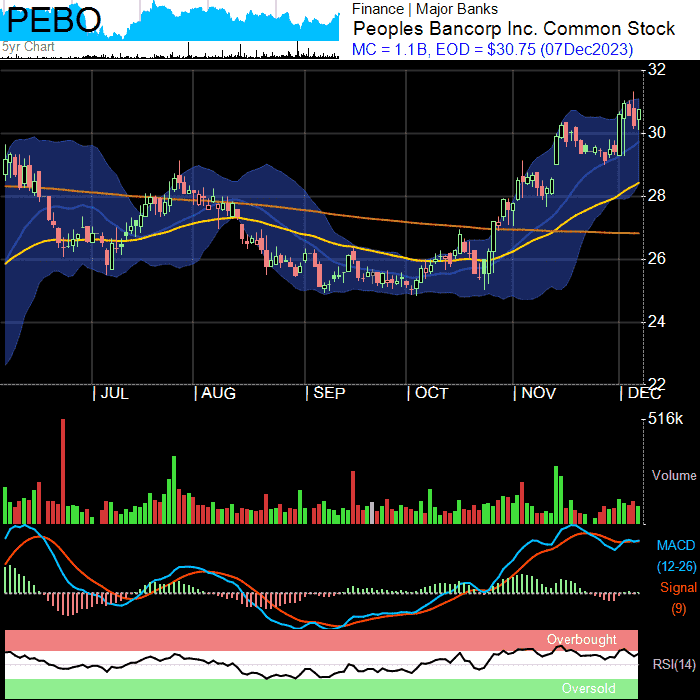 PEBO
5yr Chart
Finance | Major Banks
Peoples Bancorp Inc. Common Stock
MC = 1.1B, EOD = $30.75 (07Dec2023)
32
30
28
26
24
22
| JUL | AUG | SEP | OCT | NOV | DEC
516k
Volume
MACD
(12-26)
Signal
(9)
Overbought
RSI(14)
Oversold